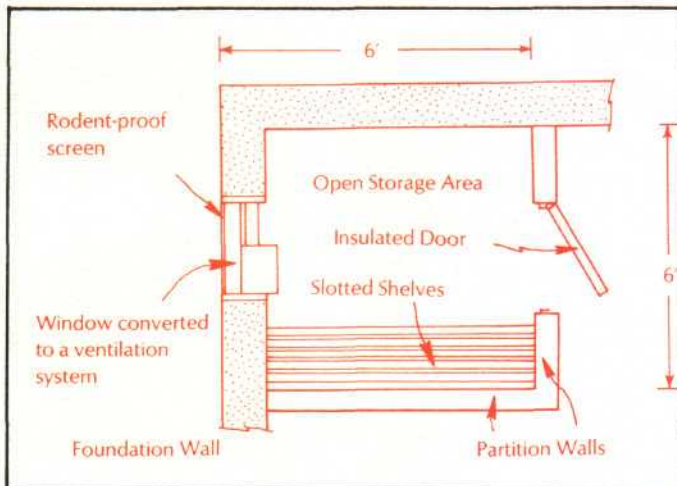 6′
Rodent-proof
screen
Open Storage Area
Insulated Door
6′
Slotted Shelves
Window converted
to a ventilation
system
Foundation Wall
Partition Walls